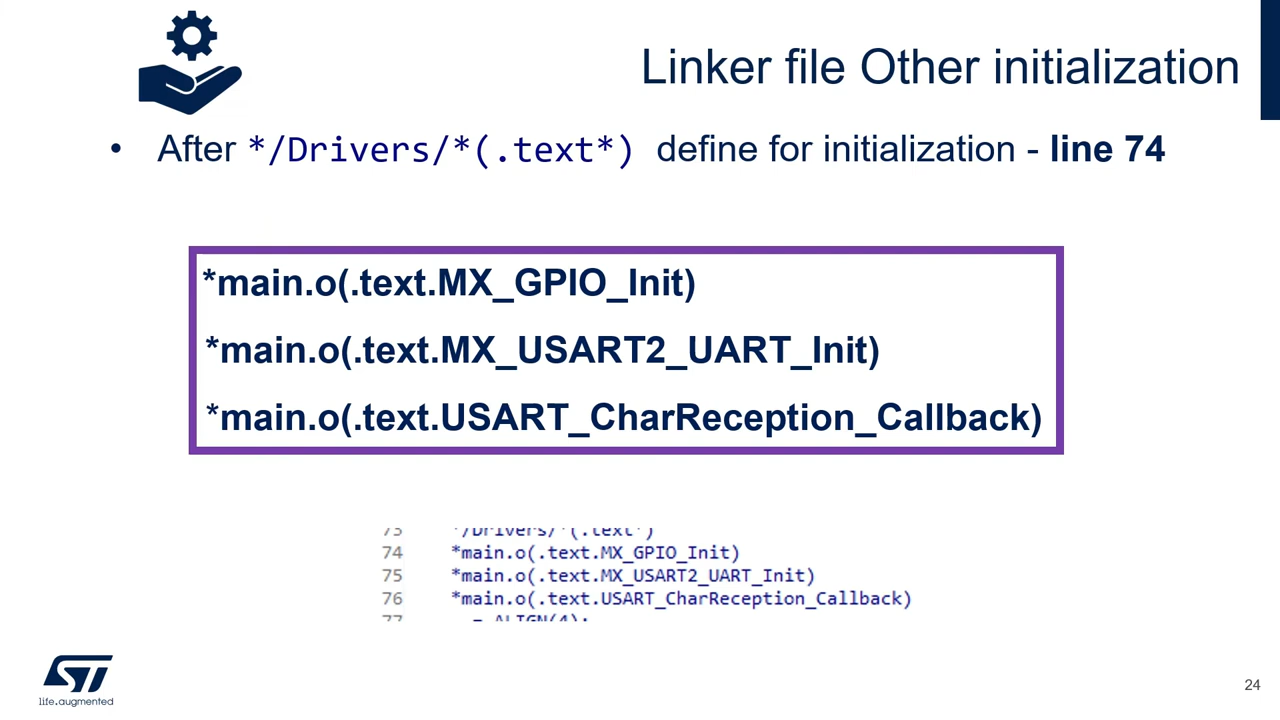 Linker file Other initialization
• After */Drivers/*(.text*) define for initialization - line 74
*main.o(.text.MX_GPIO_Init)
*main.o(.text.MX_USART2_UART_Init)
*main.o(.text.USART_CharReception_Callback)
73 */Drivers/*(.text*)
74 *main.o(.text.MX_GPIO_Init)
75 *main.o(.text.MX_USART2_UART_Init)
76 *main.o(.text.USART_CharReception_Callback)
77 = ALIGN(4);
ST
life.augmented
24